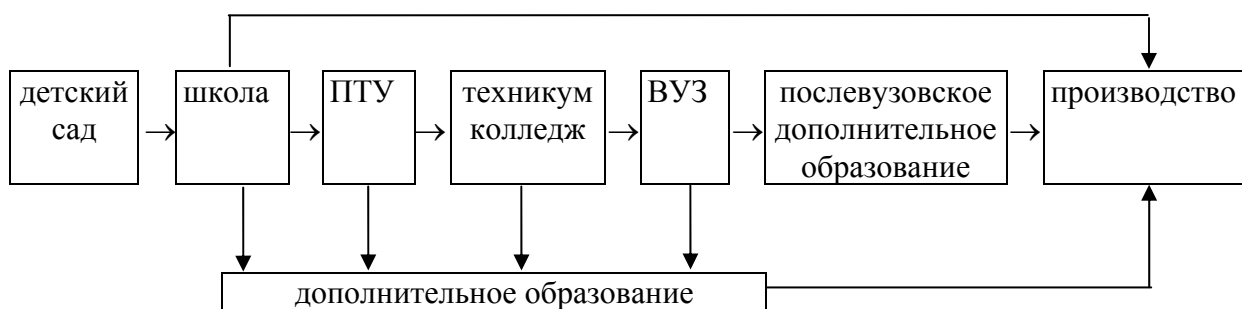 детский
сад
школа
ПТУ
техникум
колледж
ВУЗ
послевузовское
дополнительное
образование
производство
дополнительное образование